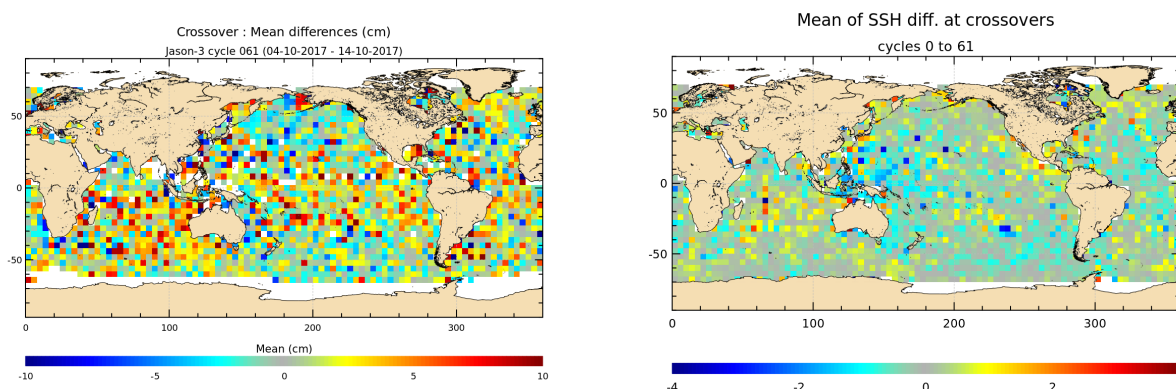 Crossover : Mean differences (cm)
Jason-3 cycle 061 (04-10-2017 - 14-10-2017)
50
0
-50
0 100 200 300
Mean (cm)
-10 -5 0 5 10
Mean of SSH diff. at crossovers
cycles 0 to 61
50
0
-50
0 100 200 300
-4 -2 0 2